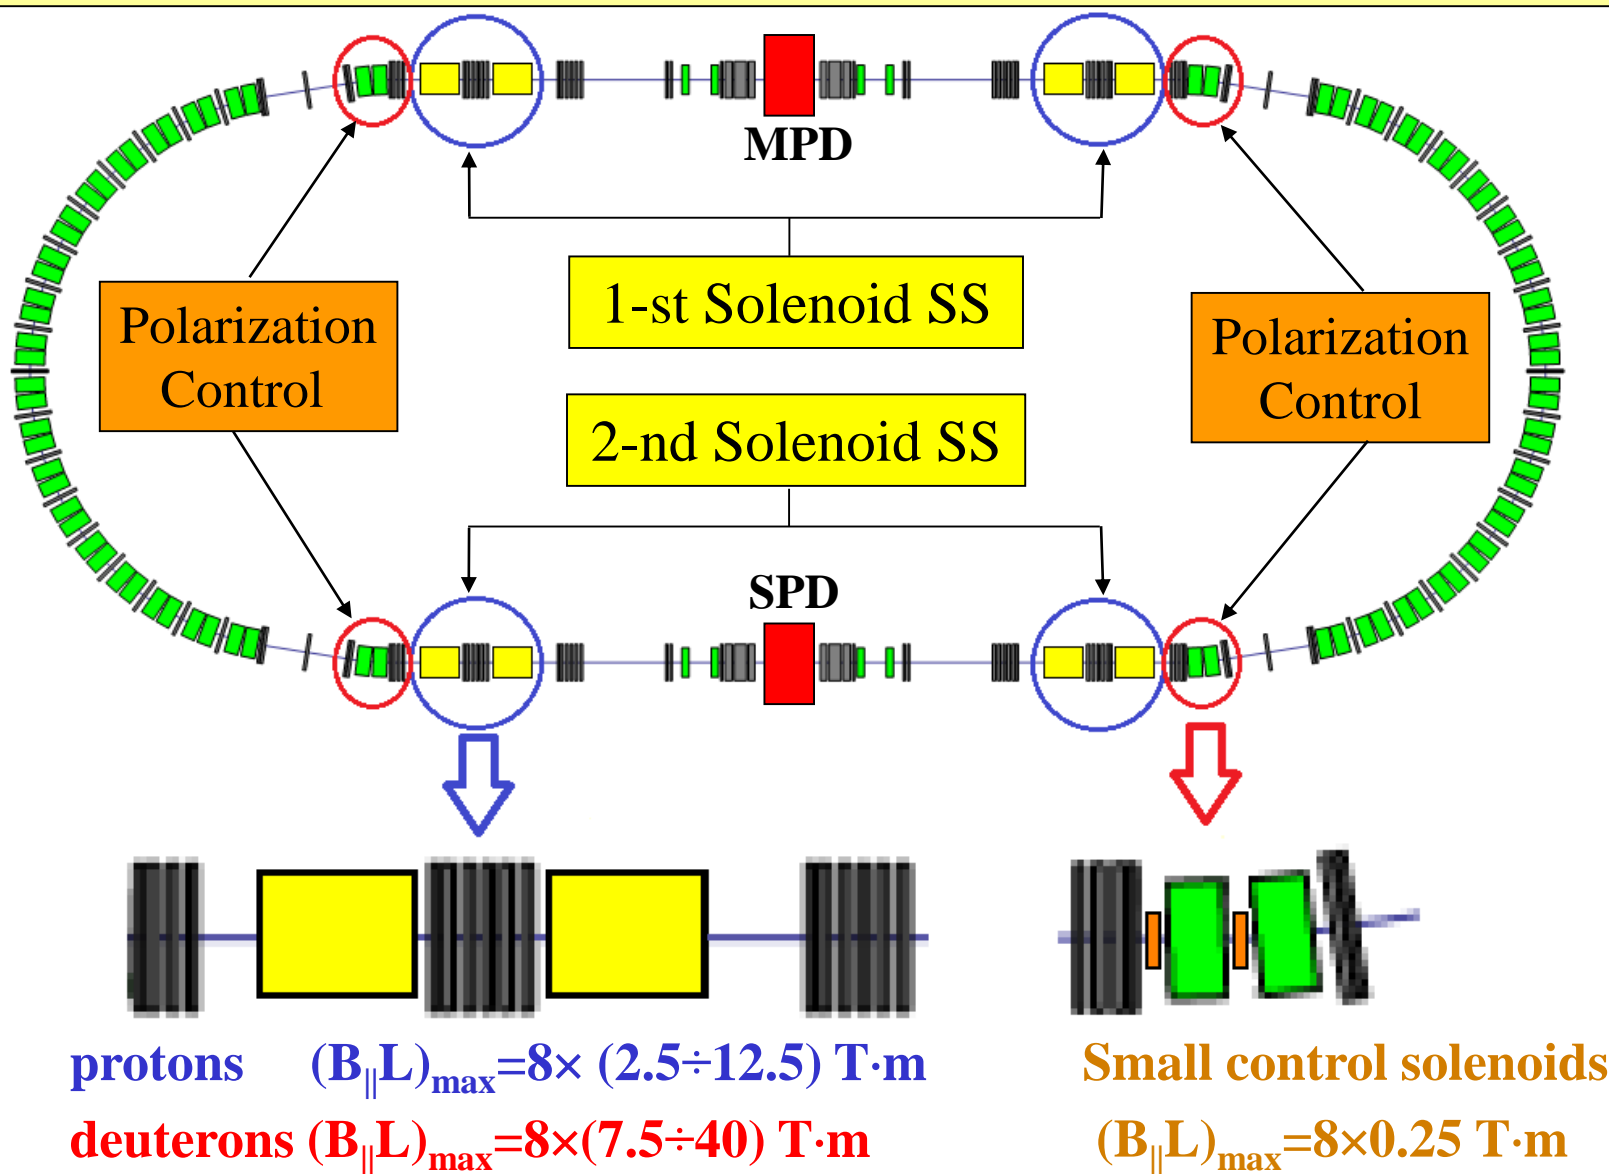 MPD
1-st Solenoid SS
Polarization
Control
Polarization
Control
2-nd Solenoid SS
SPD
protons (B||L)max=8× (2.5÷12.5) T·m
deuterons (B||L)max=8×(7.5÷40) T·m
Small control solenoids
(B||L)max=8×0.25 T·m